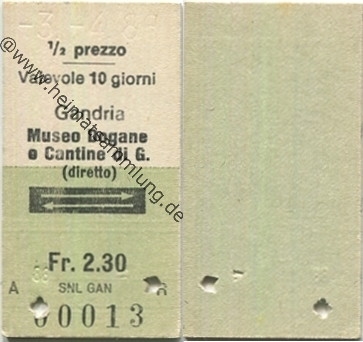 -3.-4.89
1/2 prezzo
Valevole 10 giorni
Gandria
Museo Dogane
e Cantine di G.
(diretto)
Fr. 2.30
A SNL GAN
00013
@www.heimatsammlung.de